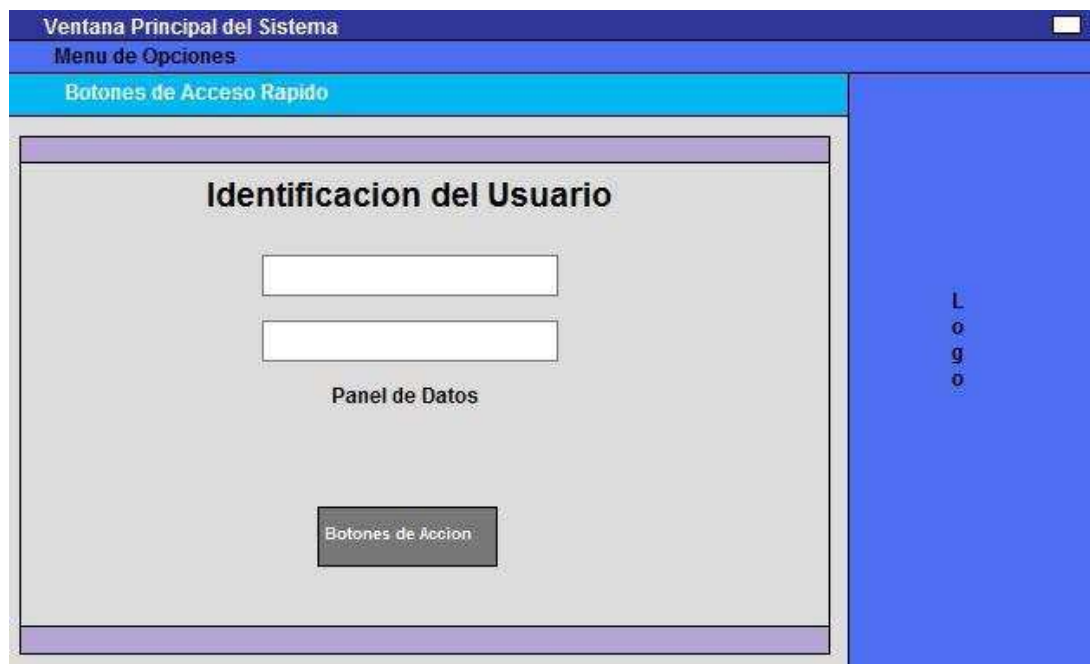 Ventana Principal del Sistema
Menu de Opciones
Botones de Acceso Rapido
Identificacion del Usuario
Panel de Datos
Botones de Accion
L
o
g
o